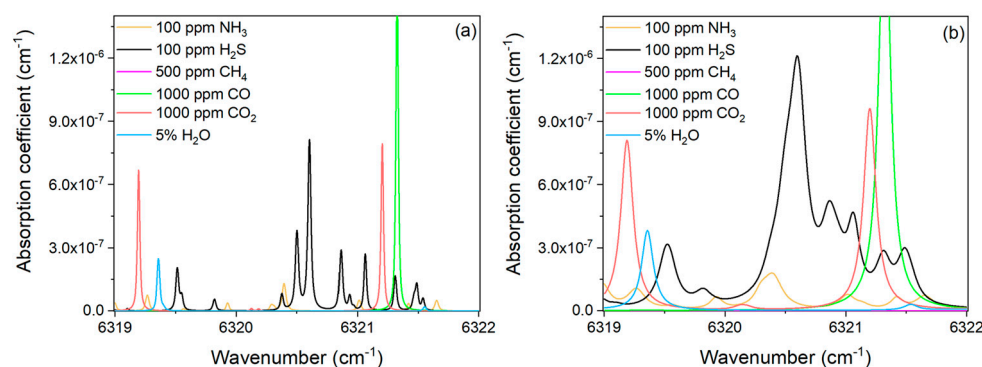 (a)
100 ppm NH₃
100 ppm H₂S
500 ppm CH₄
1000 ppm CO
1000 ppm CO₂
5% H₂O
Absorption coefficient (cm⁻¹)
1.2x10⁻⁶
9.0x10⁻⁷
6.0x10⁻⁷
3.0x10⁻⁷
0.0
6319 6320 6321 6322
Wavenumber (cm⁻¹)
(b)
100 ppm NH₃
100 ppm H₂S
500 ppm CH₄
1000 ppm CO
1000 ppm CO₂
5% H₂O
Absorption coefficient (cm⁻¹)
1.2x10⁻⁶
9.0x10⁻⁷
6.0x10⁻⁷
3.0x10⁻⁷
0.0
6319 6320 6321 6322
Wavenumber (cm⁻¹)